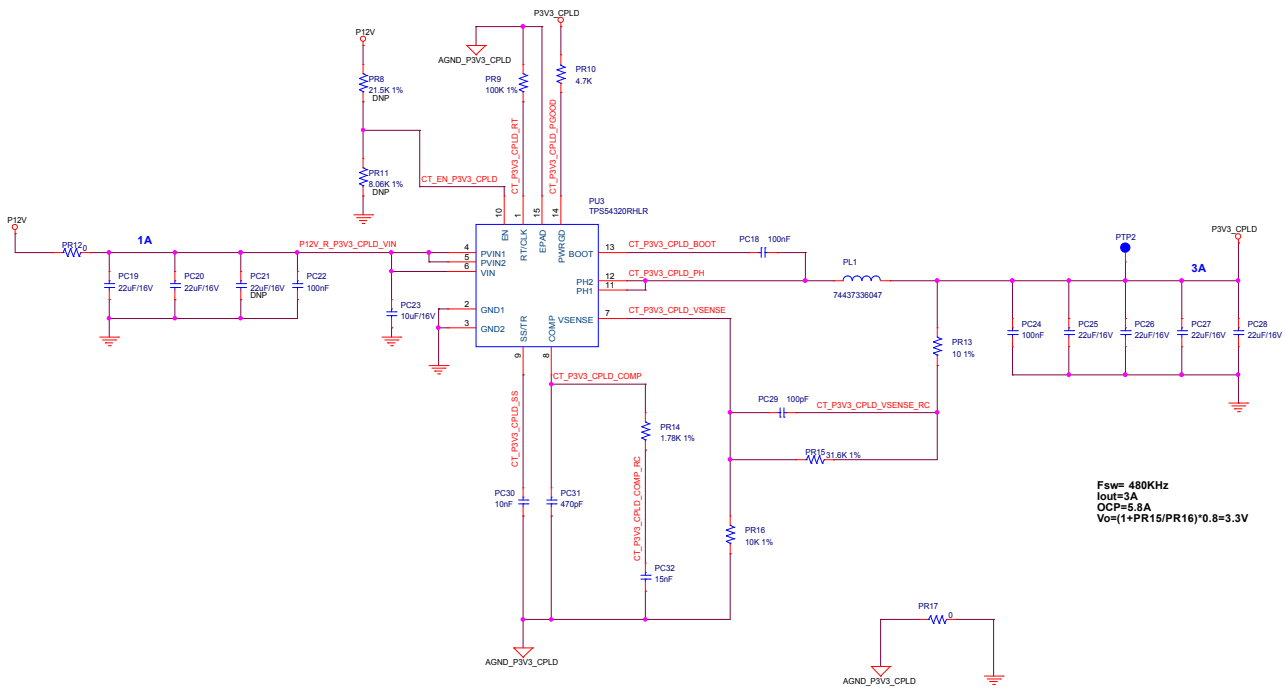 P3V3_CPLD
P12V
AGND_P3V3_CPLD
PR8
21.5K 1%
DNP
PR9
100K 1%
PR10
4.7K
CT_P3V3_CPLD_RT
CT_P3V3_CPLD_PGOOD
PR11
8.06K 1%
DNP
CT_EN_P3V3_CPLD
PU3
TPS54320RHLR
10
1
15
14
EN
RT/CLK
EPAD
PWRGD
P12V
PR12
0
1A
P12V_R_P3V3_CPLD_VIN
4
5
6
PVIN1
PVIN2
VIN
2
3
GND1
GND2
SS/TR
COMP
BOOT
PH2
PH1
VSENSE
13
12
11
7
9
8
CT_P3V3_CPLD_BOOT
PC18
100nF
CT_P3V3_CPLD_PH
PL1
74437336047
CT_P3V3_CPLD_VSENSE
PTP2
P3V3_CPLD
3A
PC19
22uF/16V
PC20
22uF/16V
PC21
22uF/16V
DNP
PC22
100nF
PC23
10uF/16V
PC24
100nF
PC25
22uF/16V
PC26
22uF/16V
PC27
22uF/16V
PC28
22uF/16V
PR13
10 1%
CT_P3V3_CPLD_COMP
CT_P3V3_CPLD_SS
PR14
1.78K 1%
CT_P3V3_CPLD_COMP_RC
PC29
100pF
CT_P3V3_CPLD_VSENSE_RC
PR15
31.6K 1%
PC30
10nF
PC31
470pF
PC32
15nF
PR16
10K 1%
Fsw= 480KHz
Iout=3A
OCP=5.8A
Vo=(1+PR15/PR16)*0.8=3.3V
AGND_P3V3_CPLD
PR17
0
AGND_P3V3_CPLD